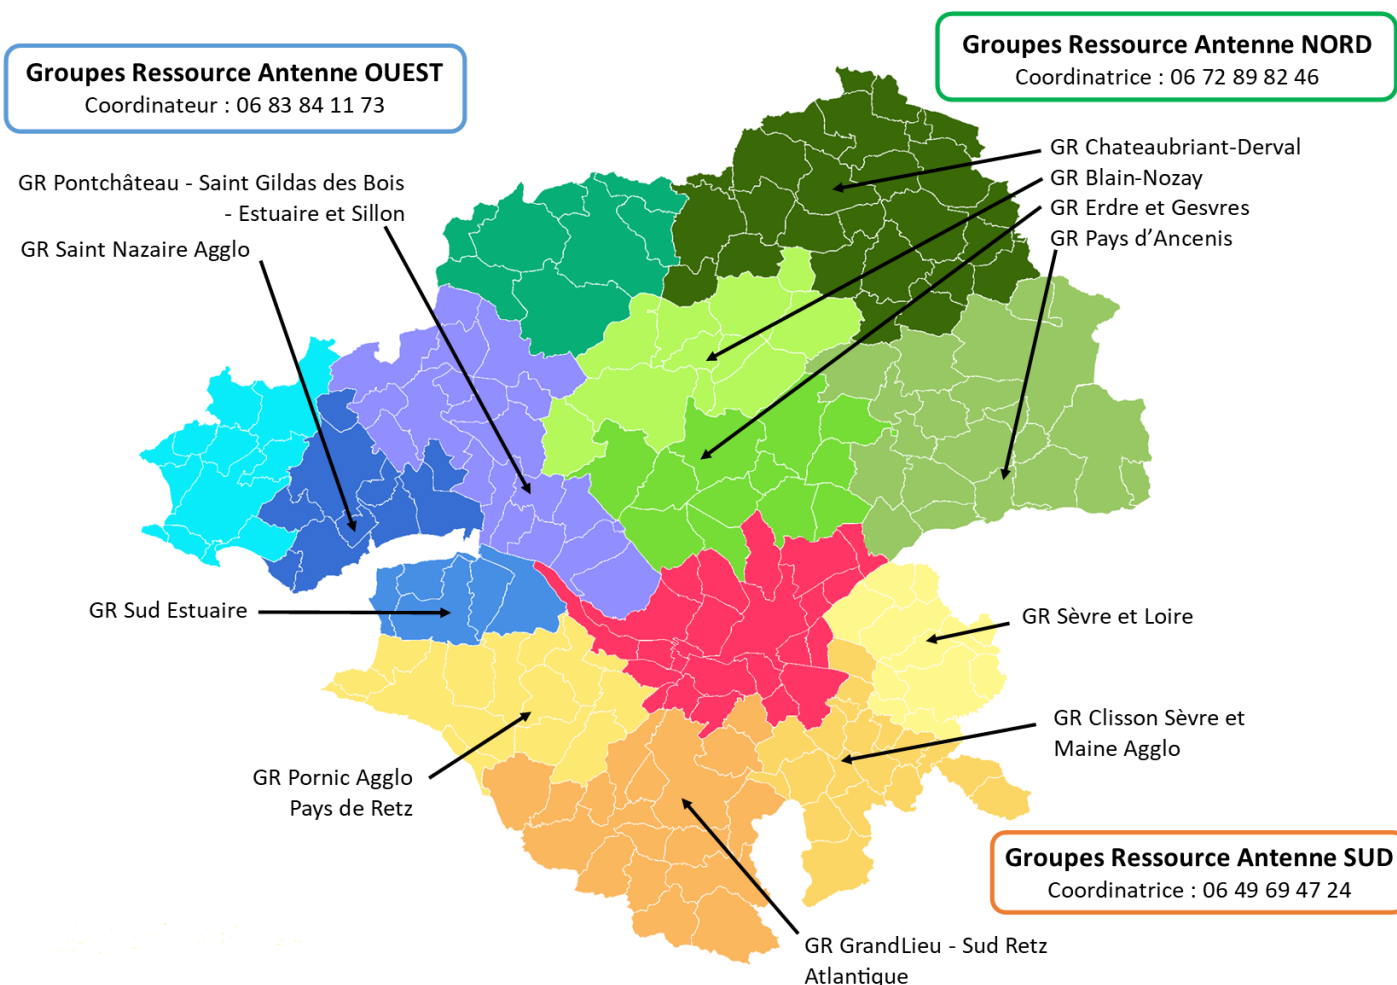 Groupes Ressource Antenne OUEST
Coordinateur : 06 83 84 11 73
Groupes Ressource Antenne NORD
Coordinatrice : 06 72 89 82 46
GR Pontchâteau - Saint Gildas des Bois
- Estuaire et Sillon
GR Saint Nazaire Agglo
GR Chateaubriant-Derval
GR Blain-Nozay
GR Erdre et Gesvres
GR Pays d'Ancenis
GR Sud Estuaire
GR Sèvre et Loire
GR Clisson Sèvre et
Maine Agglo
GR Pornic Agglo
Pays de Retz
Groupes Ressource Antenne SUD
Coordinatrice : 06 49 69 47 24
GR GrandLieu - Sud Retz
Atlantique